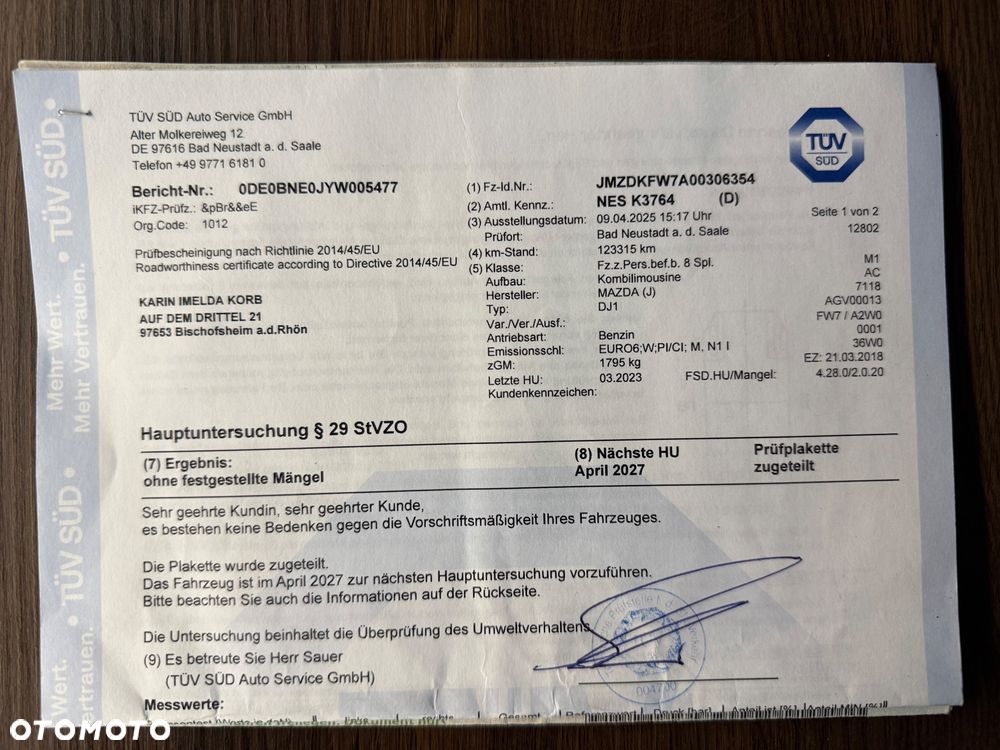 TÜV SÜD Auto Service GmbH
Alter Molkereiweg 12
DE 97616 Bad Neustadt a. d. Saale
Telefon +49 9771 6181 0
TÜV
SÜD
Bericht-Nr.: 0DE0BNE0JYW005477
iKFZ-Prüfz.: &pBr&&eE
Org.Code: 1012
Prüfbescheinigung nach Richtlinie 2014/45/EU
Roadworthiness certificate according to Directive 2014/45/EU
KARIN IMELDA KORB
AUF DEM DRITTEL 21
97653 Bischofsheim a.d.Rhön
(1) Fz-Id.Nr.: JMZDKFW7A00306354
(2) Amtl. Kennz.: NES K3764 (D)
(3) Ausstellungsdatum: 09.04.2025 15:17 Uhr Seite 1 von 2
Prüfort: Bad Neustadt a. d. Saale 12802
(4) km-Stand: 123315 km
(5) Klasse: Fz.z.Pers.bef.b. 8 Spl. M1
Aufbau: Kombilimousine AC
Hersteller: MAZDA (J) 7118
Typ: DJ1 AGV00013
Var./Ver./Ausf.: FW7 / A2W0
Antriebsart: Benzin 0001
Emissionsschl: EURO6;W;PI/CI; M, N1 I 36W0
zGM: 1795 kg EZ: 21.03.2018
Letzte HU: 03.2023 FSD.HU/Mangel: 4.28.0/2.0.20
Kundenkennzeichen:
Hauptuntersuchung § 29 StVZO
(7) Ergebnis: (8) Nächste HU Prüfplakette
ohne festgestellte Mängel April 2027 zugeteilt
Sehr geehrte Kundin, sehr geehrter Kunde,
es bestehen keine Bedenken gegen die Vorschriftsmäßigkeit Ihres Fahrzeuges.
Die Plakette wurde zugeteilt.
Das Fahrzeug ist im April 2027 zur nächsten Hauptuntersuchung vorzuführen.
Bitte beachten Sie auch die Informationen auf der Rückseite.
Die Untersuchung beinhaltet die Überprüfung des Umweltverhaltens.
(9) Es betreute Sie Herr Sauer
(TÜV SÜD Auto Service GmbH)
Messwerte:
TÜV SÜD
Mehr Wert.
Mehr Vertrauen.
TÜV SÜD
Wert.
ertrauen.
OTOMOTO